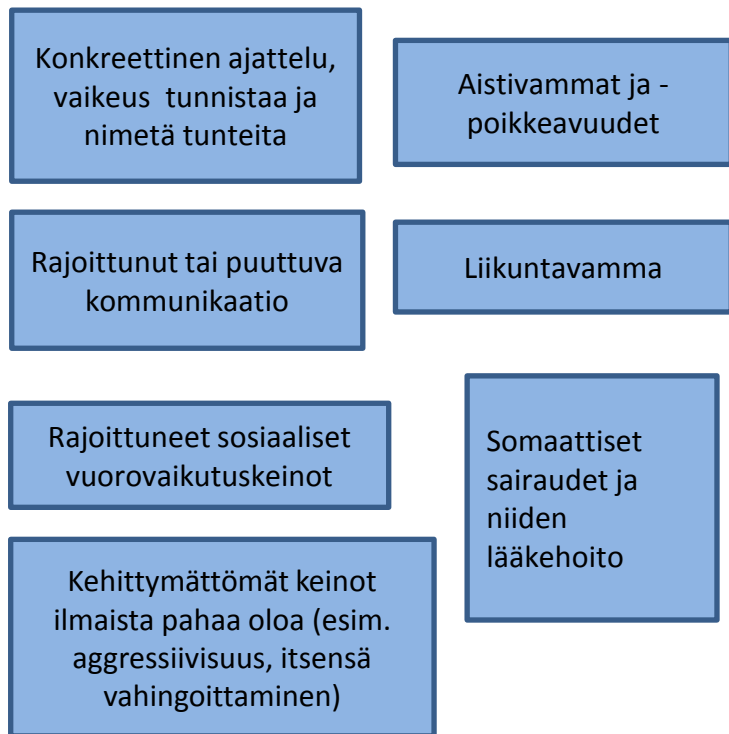 Konkreettinen ajattelu,
vaikeus tunnistaa ja
nimetä tunteita
Aistivammat ja -
poikkeavuudet
Rajoittunut tai puuttuva
kommunikaatio
Liikuntavamma
Rajoittuneet sosiaaliset
vuorovaikutuskeinot
Somaattiset
sairaudet ja
niiden
lääkehoito
Kehittymättömät keinot
ilmaista pahaa oloa (esim.
aggressiivisuus, itsensä
vahingoittaminen)